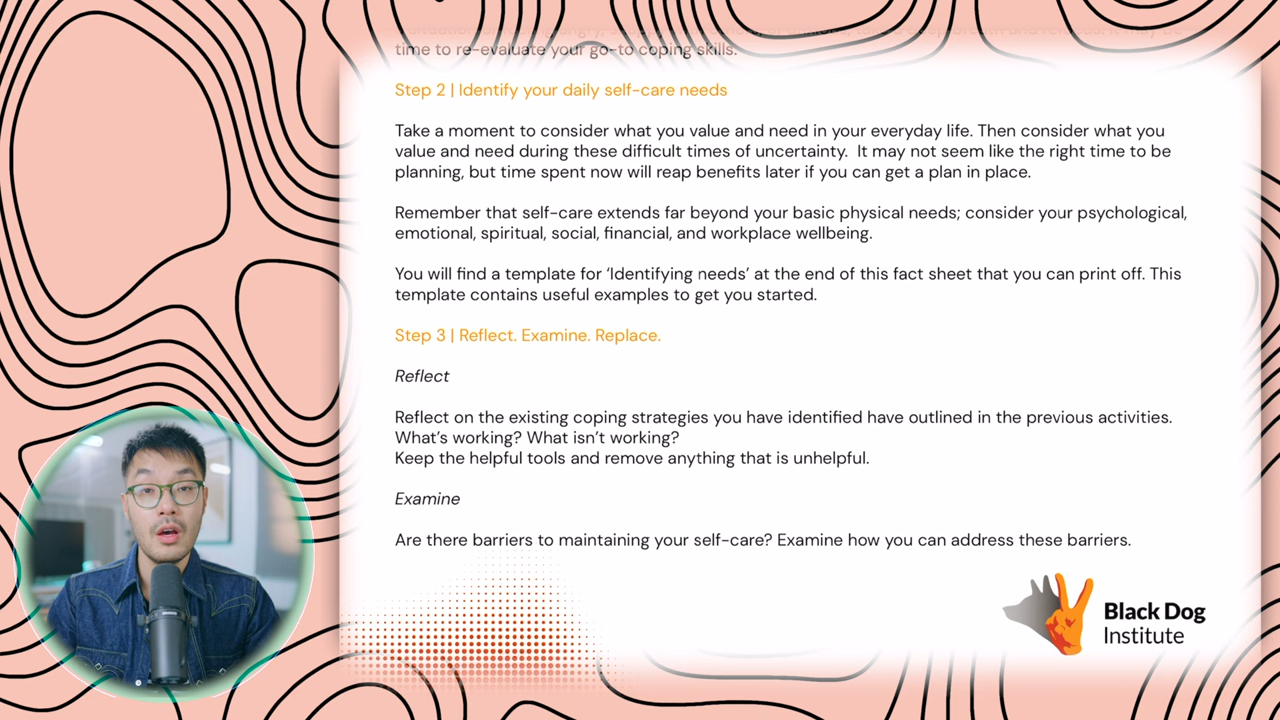 time to re-evaluate your go-to coping skills.
Step 2 | Identify your daily self-care needs
Take a moment to consider what you value and need in your everyday life. Then consider what you
value and need during these difficult times of uncertainty.  It may not seem like the right time to be
planning, but time spent now will reap benefits later if you can get a plan in place.
Remember that self-care extends far beyond your basic physical needs; consider your psychological,
emotional, spiritual, social, financial, and workplace wellbeing.
You will find a template for ‘Identifying needs’ at the end of this fact sheet that you can print off. This
template contains useful examples to get you started.
Step 3 | Reflect. Examine. Replace.
Reflect
Reflect on the existing coping strategies you have identified have outlined in the previous activities.
What’s working? What isn’t working?
Keep the helpful tools and remove anything that is unhelpful.
Examine
Are there barriers to maintaining your self-care? Examine how you can address these barriers.
Black Dog
Institute